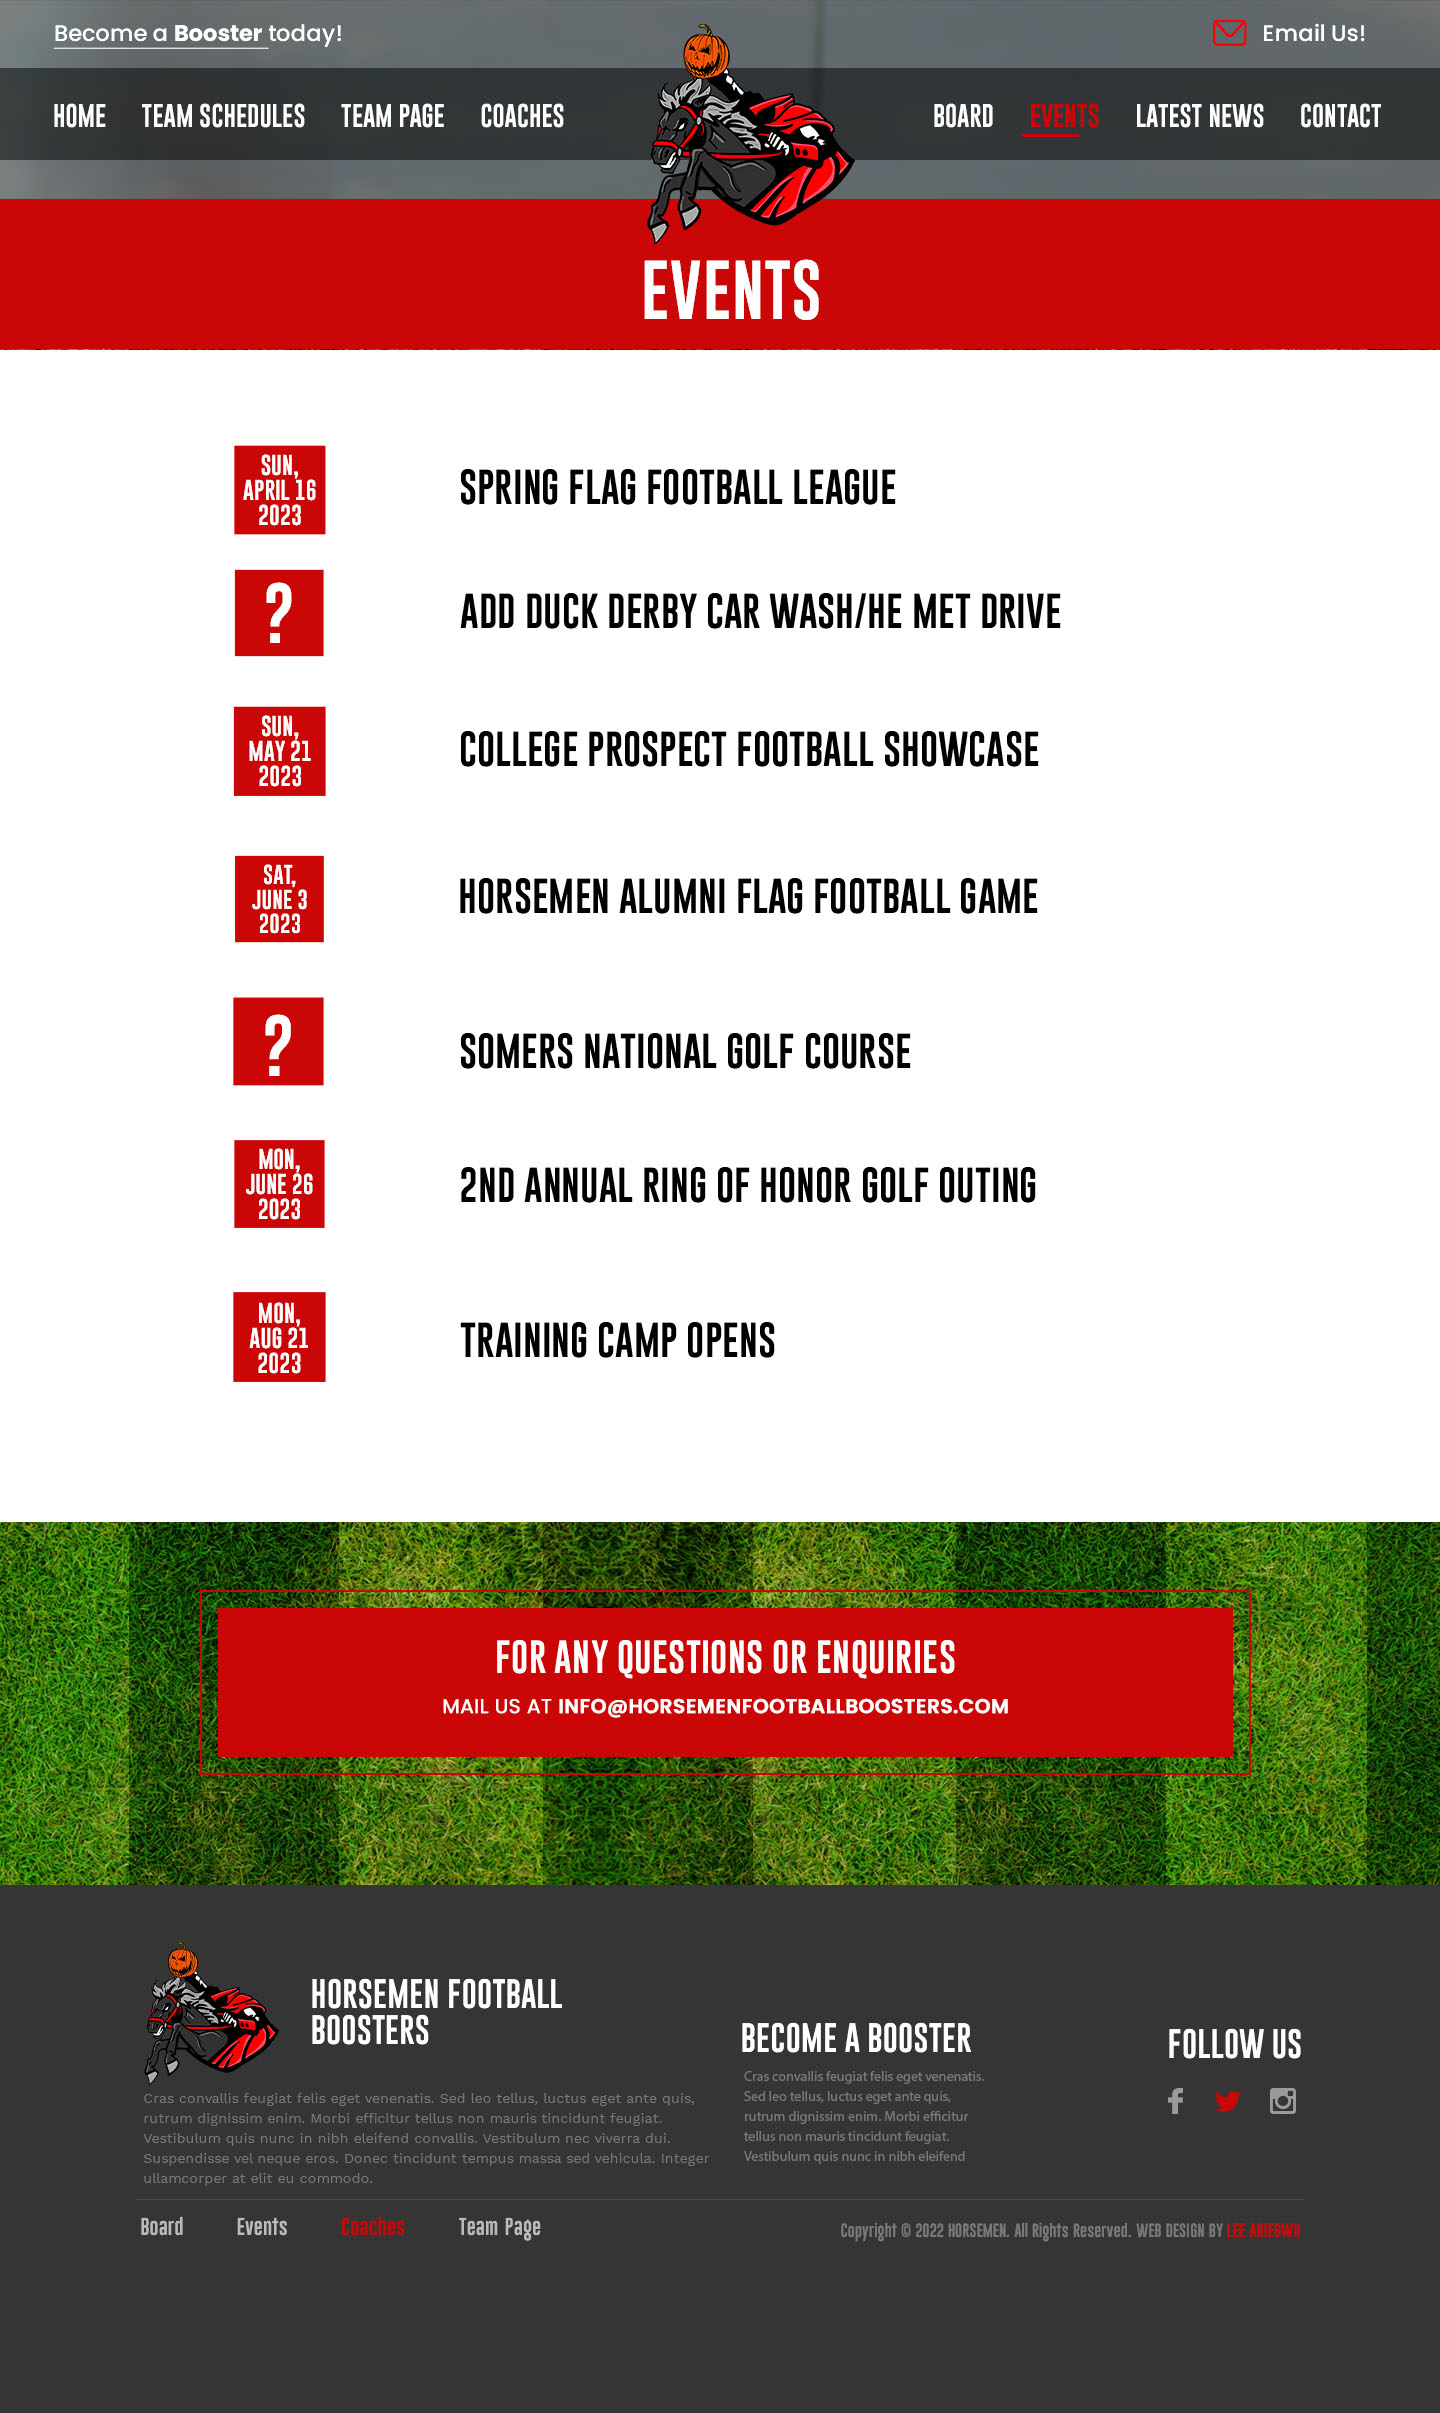 Become a Booster today!
Email Us!
HOME TEAM SCHEDULES TEAM PAGE COACHES
BOARD EVENTS LATEST NEWS CONTACT
EVENTS
SUN,
APRIL 16
2023
SPRING FLAG FOOTBALL LEAGUE
?
ADD DUCK DERBY CAR WASH/HE MET DRIVE
SUN,
MAY 21
2023
COLLEGE PROSPECT FOOTBALL SHOWCASE
SAT,
JUNE 3
2023
HORSEMEN ALUMNI FLAG FOOTBALL GAME
?
SOMERS NATIONAL GOLF COURSE
MON,
JUNE 26
2023
2ND ANNUAL RING OF HONOR GOLF OUTING
MON,
AUG 21
2023
TRAINING CAMP OPENS
FOR ANY QUESTIONS OR ENQUIRIES
MAIL US AT INFO@HORSEMENFOOTBALLBOOSTERS.COM
HORSEMEN FOOTBALL
BOOSTERS
Cras convallis feugiat felis eget venenatis. Sed leo tellus, luctus eget ante quis,
rutrum dignissim enim. Morbi efficitur tellus non mauris tincidunt feugiat.
Vestibulum quis nunc in nibh eleifend convallis. Vestibulum nec viverra dui.
Suspendisse vel neque eros. Donec tincidunt tempus massa sed vehicula. Integer
ullamcorper at elit eu commodo.
BECOME A BOOSTER
Cras convallis feugiat felis eget venenatis.
Sed leo tellus, luctus eget ante quis,
rutrum dignissim enim. Morbi efficitur
tellus non mauris tincidunt feugiat.
Vestibulum quis nunc in nibh eleifend
FOLLOW US
Board Events Coaches Team Page
Copyright © 2022 HORSEMEN. All Rights Reserved. WEB DESIGN BY LEE ADIEGWU